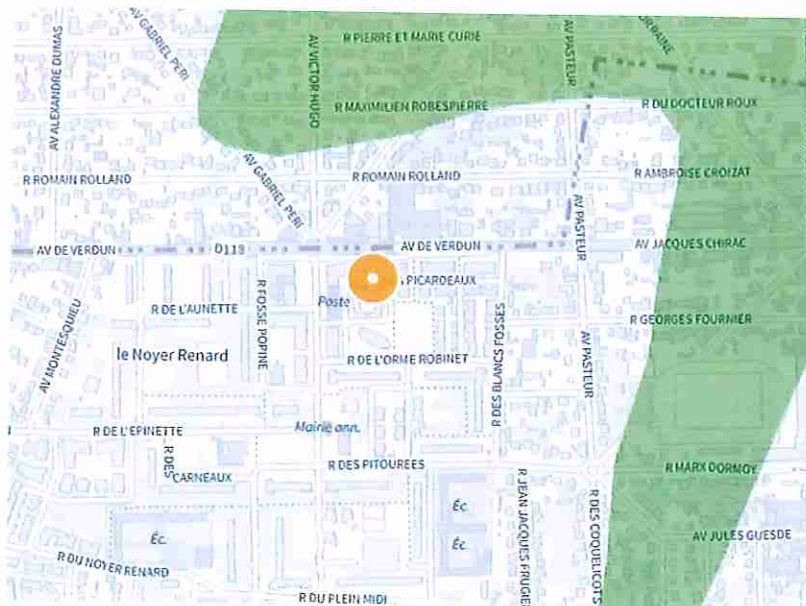 AV GABRIEL PERI
R PIERRE ET MARIE CURIE
AV PASTEUR
AV ALEXANDRE DUMAS
AV VICTOR HUGO
R MAXIMILIEN ROBESPIERRE
R DU DOCTEUR ROUX
AV GABRIEL PERI
R ROMAIN ROLLAND
R ROMAIN ROLLAND
R AMBROISE CROIZAT
AV PASTEUR
AV DE VERDUN
D113
AV DE VERDUN
AV JACQUES CHIRAC
R FOSSE POPINE
PICARDEAUX
Poste
R DE L'AUNETTE
R GEORGES FOURNIER
AV MONTESQUIEU
le Noyer Renard
R DE L'ORME ROBINET
R DES BLANCS FOSSES
AV PASTEUR
R DE L'EPINETTE
Mairie ann.
R DES
CARNEAUX
R DES PITOUREES
R MARX DORMOY
R JEAN JACQUES FRUGIE
R DES COQUELICOTS
Éc.
Éc.
Éc.
AV JULES GUESDE
R DU NOYER RENARD
R DU PLEIN MIDI